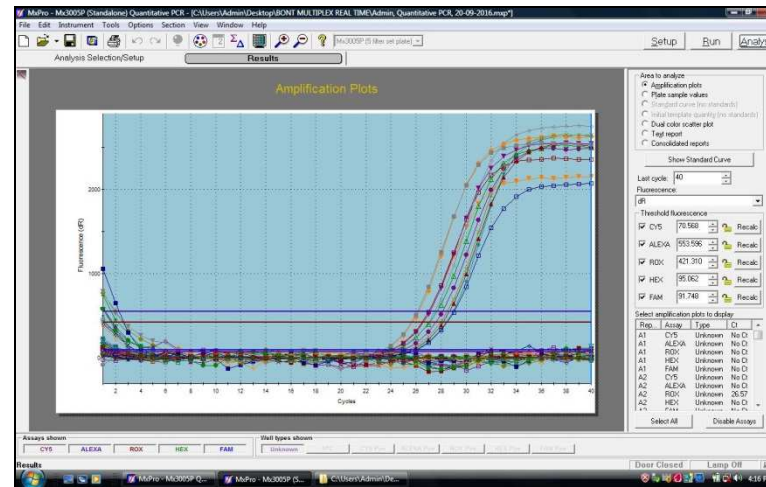 MxPro - Mx3005P (Standalone) Quantitative PCR - [C:\Users\Admin\Desktop\BONT MULTIPLEX REAL TIME\Admin, Quantitative PCR, 20-09-2016.mxp*]
File Edit Instrument Tools Options Section View Window Help
Mx3005P (5 filter set plate)
Setup Run Analy
Analysis Selection/Setup Results
Amplification Plots
Fluorescence (dR)
2000
1000
0
2 4 6 8 10 12 14 16 18 20 22 24 26 28 30 32 34 36 38 40
Cycles
Area to analyze
Amplification plots
Plate sample values
Standard curve (no standards)
Initial template quantity (no standards)
Dual color scatter plot
Text report
Consolidated reports
Show Standard Curve
Last cycle: 40
Fluorescence:
dR
Threshold fluorescence
CY5 70.568 Recalc
ALEXA 553.596 Recalc
ROX 421.310 Recalc
HEX 95.062 Recalc
FAM 91.748 Recalc
Select amplification plots to display
Rep... Assay Type Ct
A1 CY5 Unknown No Ct
A1 ALEXA Unknown No Ct
A1 ROX Unknown No Ct
A1 HEX Unknown No Ct
A1 FAM Unknown No Ct
A2 CY5 Unknown No Ct
A2 ALEXA Unknown No Ct
A2 ROX Unknown 26.57
A2 HEX Unknown No Ct
Select All Disable Assays
Assays shown
CY5 ALEXA ROX HEX FAM
Well types shown
Unknown
Results
Door Closed Lamp Off
MxPro - Mx3005P Q... MxPro - Mx3005P (S... C:\Users\Admin\De...
4:16 P